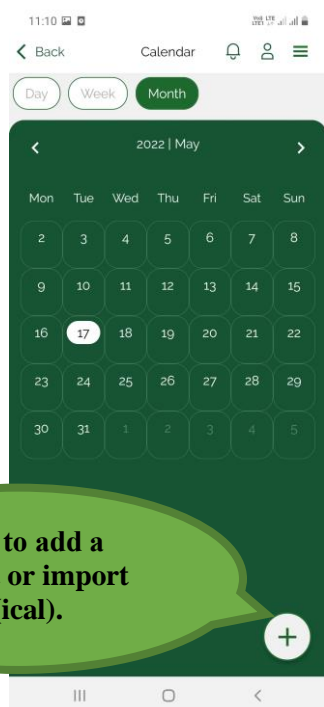 11:10
Back Calendar
Day Week Month
2022 | May
Mon Tue Wed Thu Fri Sat Sun
2 3 4 5 6 7 8
9 10 11 12 13 14 15
16 17 18 19 20 21 22
23 24 25 26 27 28 29
30 31 1 2 3 4 5
to add a
or import
ical).